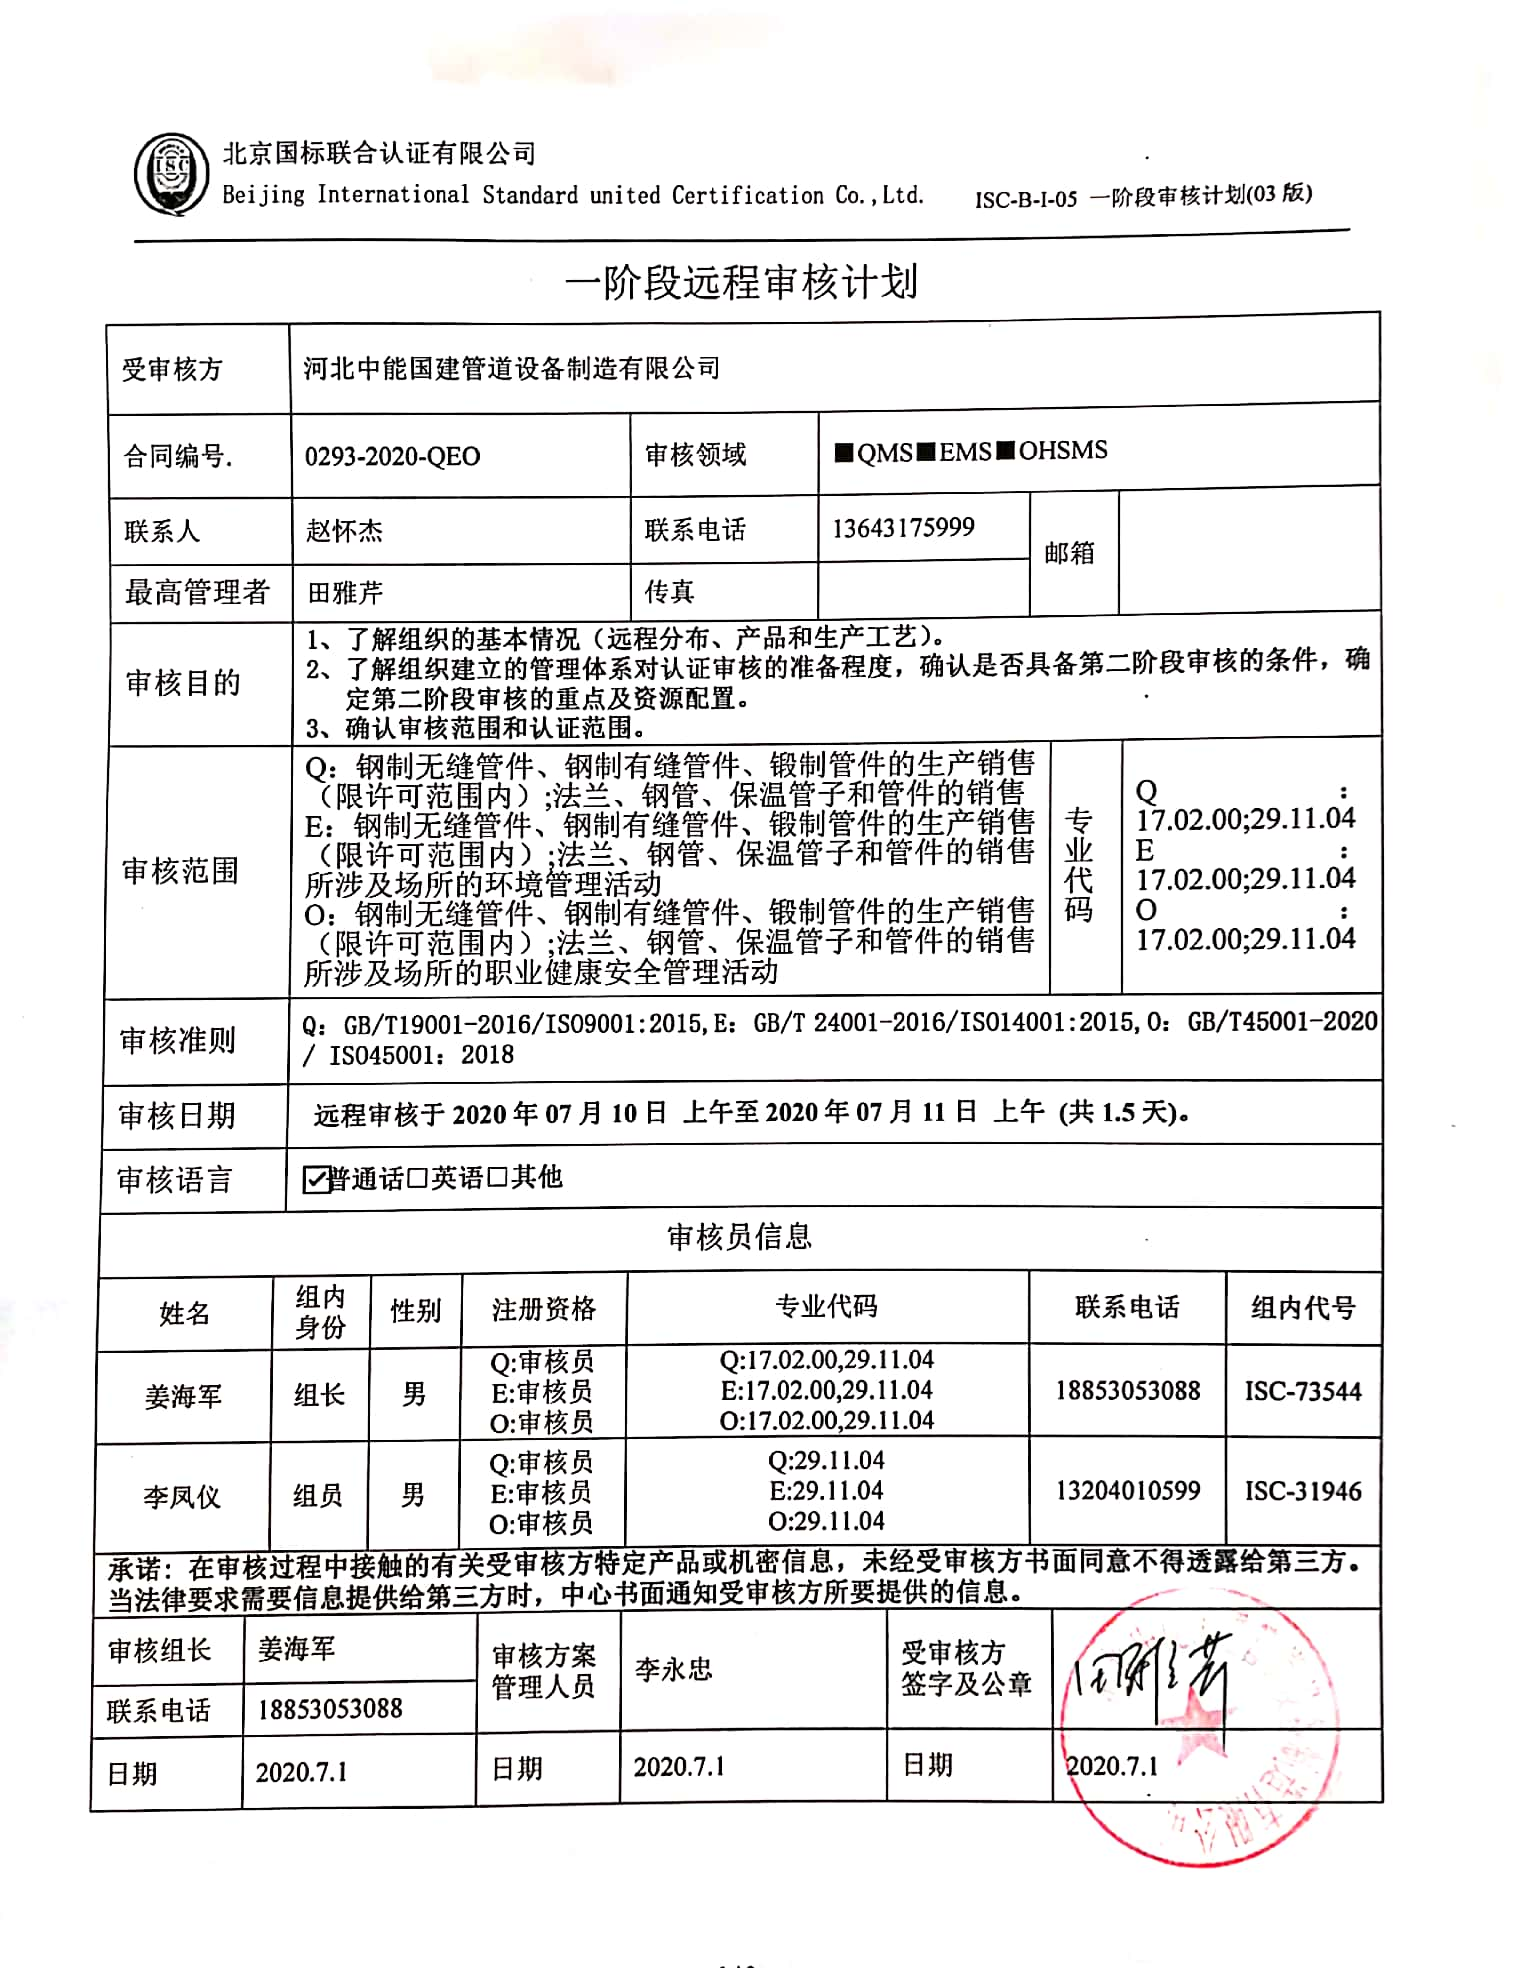 ISC
北京国标联合认证有限公司
Beijing International Standard united Certification Co.,Ltd. ISC-B-I-05 一阶段审核计划(03 版)
一阶段远程审核计划
受审核方 河北中能国建管道设备制造有限公司
合同编号. 0293-2020-QEO 审核领域 ■QMS■EMS■OHSMS
联系人 赵怀杰 联系电话 13643175999 邮箱
最高管理者 田雅芹 传真
审核目的
1、了解组织的基本情况（远程分布、产品和生产工艺）。
2、了解组织建立的管理体系对认证审核的准备程度，确认是否具备第二阶段审核的条件，确
定第二阶段审核的重点及资源配置。
3、确认审核范围和认证范围。
审核范围
Q：钢制无缝管件、钢制有缝管件、锻制管件的生产销售
（限许可范围内）;法兰、钢管、保温管子和管件的销售
E：钢制无缝管件、钢制有缝管件、锻制管件的生产销售
（限许可范围内）;法兰、钢管、保温管子和管件的销售
所涉及场所的环境管理活动
O：钢制无缝管件、钢制有缝管件、锻制管件的生产销售
（限许可范围内）;法兰、钢管、保温管子和管件的销售
所涉及场所的职业健康安全管理活动
专
业
代
码
Q ：
17.02.00;29.11.04
E ：
17.02.00;29.11.04
O ：
17.02.00;29.11.04
审核准则
Q：GB/T19001-2016/ISO9001:2015,E：GB/T 24001-2016/ISO14001:2015,O：GB/T45001-2020
/ ISO45001：2018
审核日期 远程审核于 2020 年 07 月 10 日 上午至 2020 年 07 月 11 日 上午 (共 1.5 天)。
审核语言 ☑普通话□英语□其他
审核员信息
姓名 组内身份 性别 注册资格 专业代码 联系电话 组内代号
姜海军 组长 男
Q:审核员
E:审核员
O:审核员
Q:17.02.00,29.11.04
E:17.02.00,29.11.04
O:17.02.00,29.11.04
18853053088 ISC-73544
李凤仪 组员 男
Q:审核员
E:审核员
O:审核员
Q:29.11.04
E:29.11.04
O:29.11.04
13204010599 ISC-31946
承诺：在审核过程中接触的有关受审核方特定产品或机密信息，未经受审核方书面同意不得透露给第三方。
当法律要求需要信息提供给第三方时，中心书面通知受审核方所要提供的信息。
审核组长 姜海军
联系电话 18853053088
审核方案
管理人员
李永忠
受审核方
签字及公章
田雅芹
日期 2020.7.1 日期 2020.7.1 日期 2020.7.1